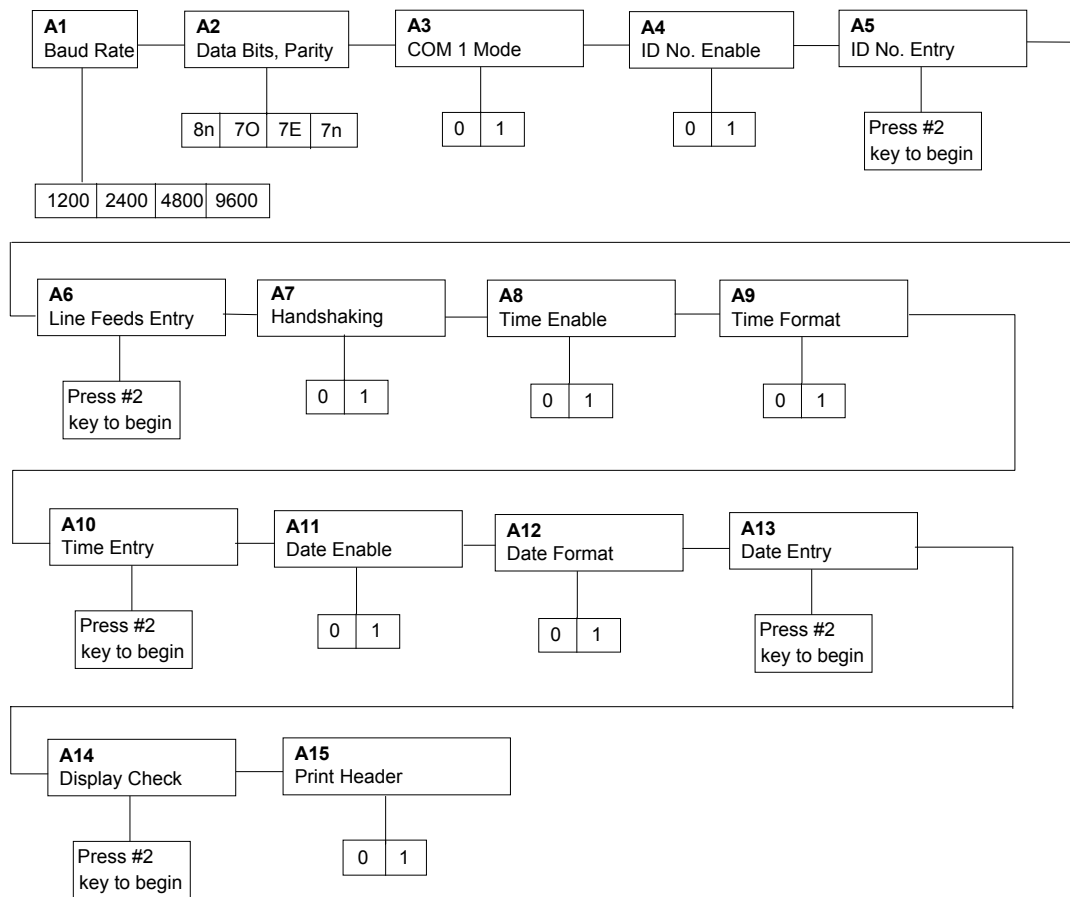 A1
Baud Rate
A2
Data Bits, Parity
A3
COM 1 Mode
A4
ID No. Enable
A5
ID No. Entry
8n 7O 7E 7n
0 1
0 1
Press #2
key to begin
1200 2400 4800 9600
A6
Line Feeds Entry
A7
Handshaking
A8
Time Enable
A9
Time Format
Press #2
key to begin
0 1
0 1
0 1
A10
Time Entry
A11
Date Enable
A12
Date Format
A13
Date Entry
Press #2
key to begin
0 1
0 1
Press #2
key to begin
A14
Display Check
A15
Print Header
Press #2
key to begin
0 1